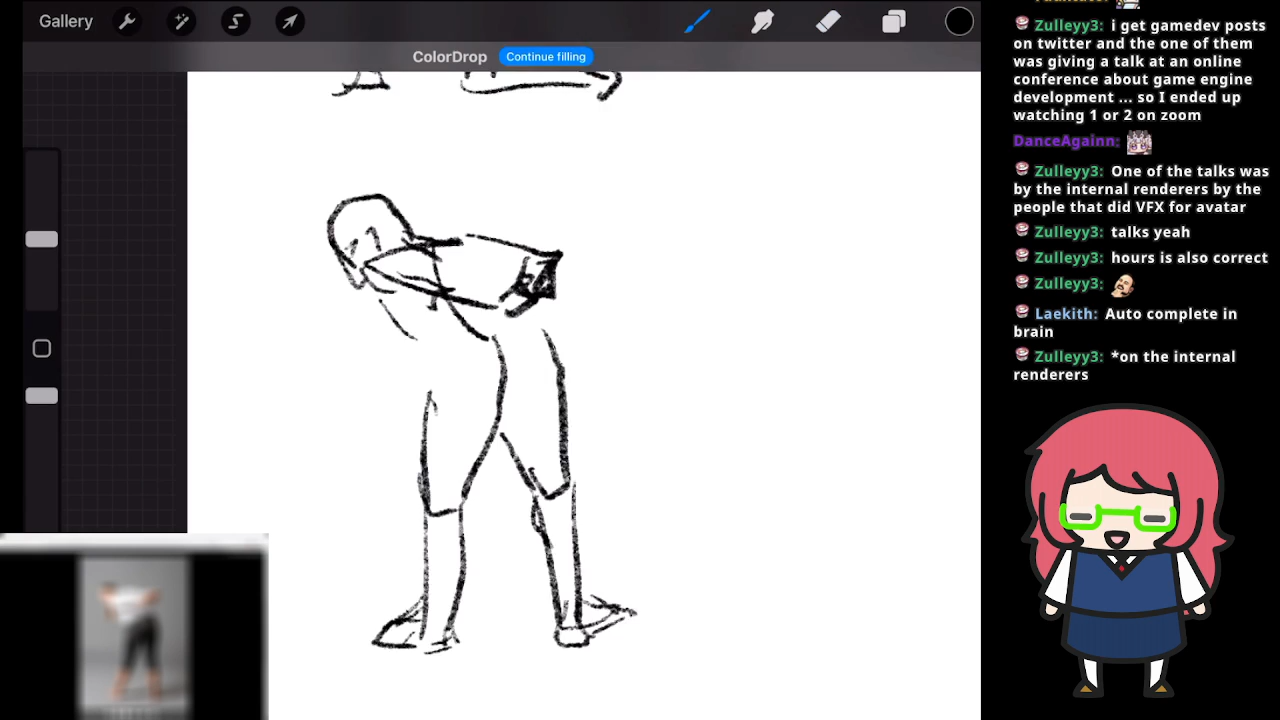 Gallery
ColorDrop Continue filling
Zulleyy3: i get gamedev posts
on twitter and the one of them
was giving a talk at an online
conference about game engine
development ... so I ended up
watching 1 or 2 on zoom
DanceAgainn:
Zulleyy3: One of the talks was
by the internal renderers by the
people that did VFX for avatar
Zulleyy3: talks yeah
Zulleyy3: hours is also correct
Zulleyy3:
Laekith: Auto complete in
brain
Zulleyy3: *on the internal
renderers